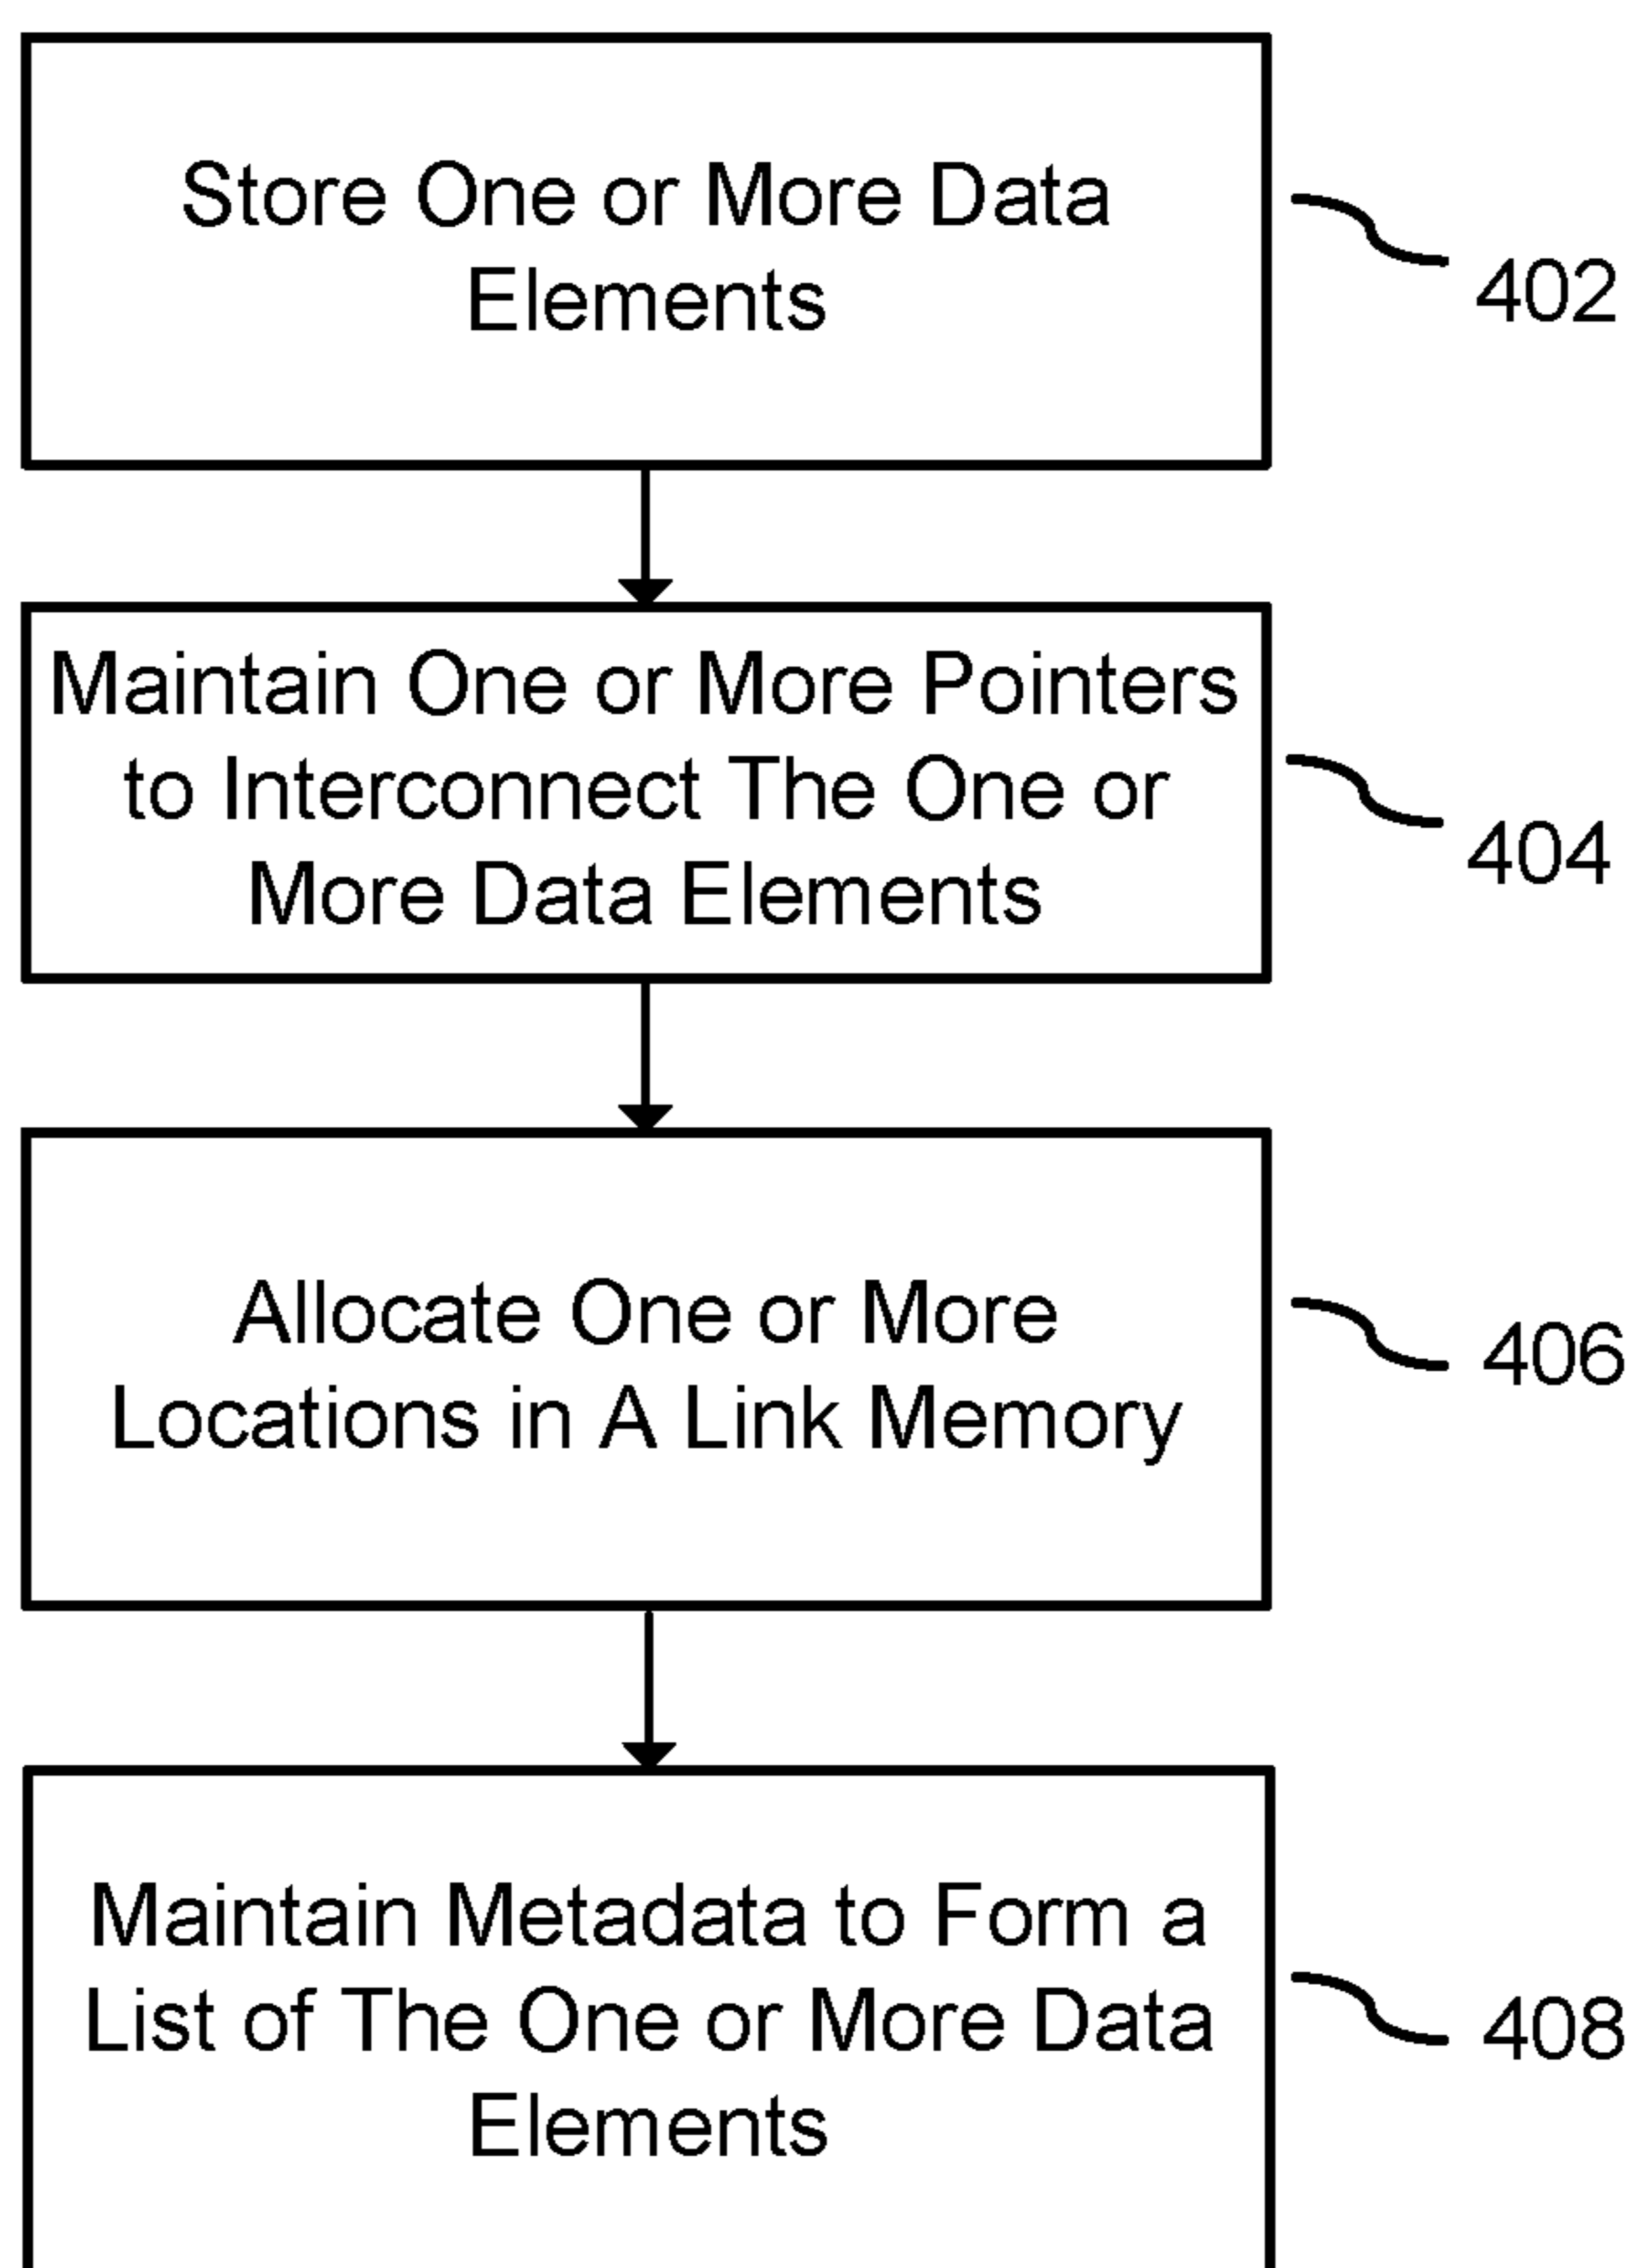 Store One or More Data
Elements
402
Maintain One or More Pointers
to Interconnect The One or
More Data Elements
404
Allocate One or More
Locations in A Link Memory
406
Maintain Metadata to Form a
List of The One or More Data
Elements
408